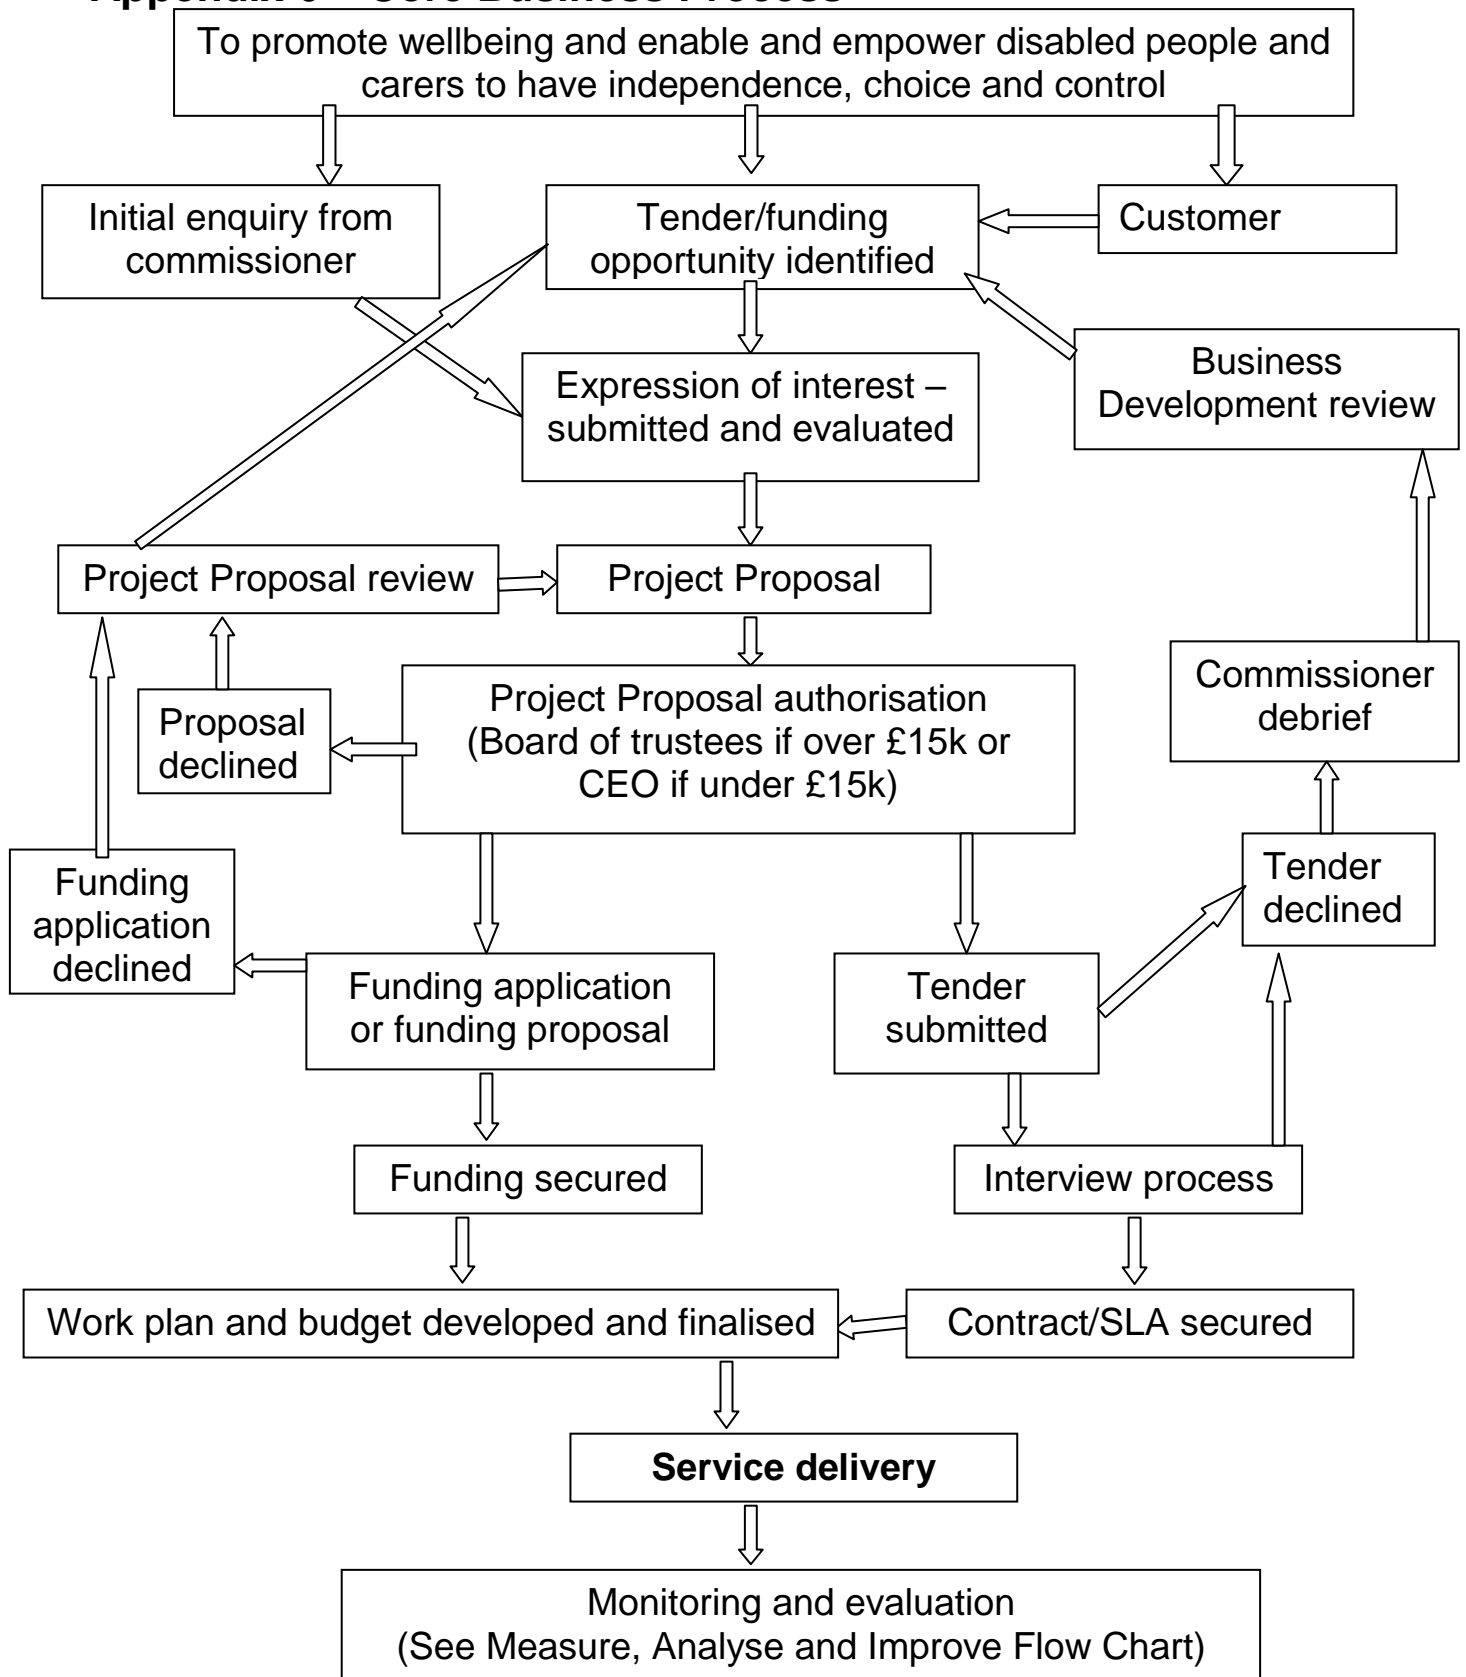 To promote wellbeing and enable and empower disabled people and
carers to have independence, choice and control
Initial enquiry from
commissioner
Tender/funding
opportunity identified
Customer
Business
Development review
Expression of interest –
submitted and evaluated
Project Proposal review
Project Proposal
Commissioner
debrief
Proposal
declined
Project Proposal authorisation
(Board of trustees if over £15k or
CEO if under £15k)
Funding
application
declined
Tender
declined
Funding application
or funding proposal
Tender
submitted
Funding secured
Interview process
Work plan and budget developed and finalised
Contract/SLA secured
Service delivery
Monitoring and evaluation
(See Measure, Analyse and Improve Flow Chart)